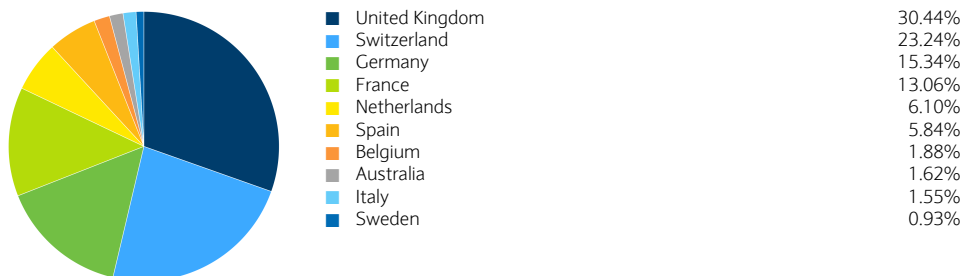 United Kingdom 30.44%
Switzerland 23.24%
Germany 15.34%
France 13.06%
Netherlands 6.10%
Spain 5.84%
Belgium 1.88%
Australia 1.62%
Italy 1.55%
Sweden 0.93%